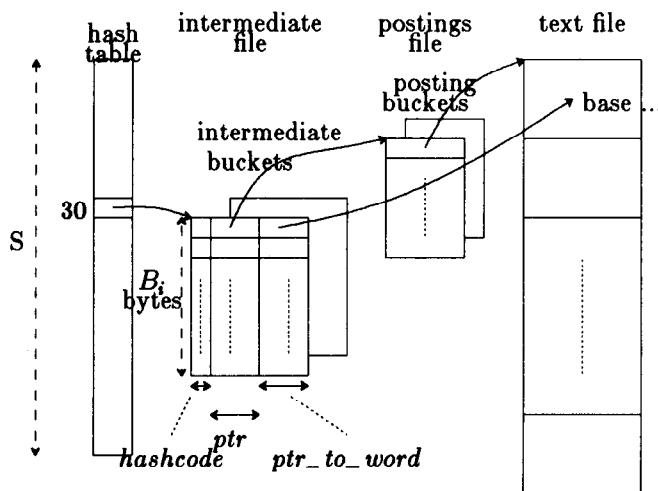 hash
table
intermediate
file
postings
file
text file
posting
buckets
base ...
intermediate
buckets
30
S
B_i
bytes
ptr
hashcode
ptr_to_word